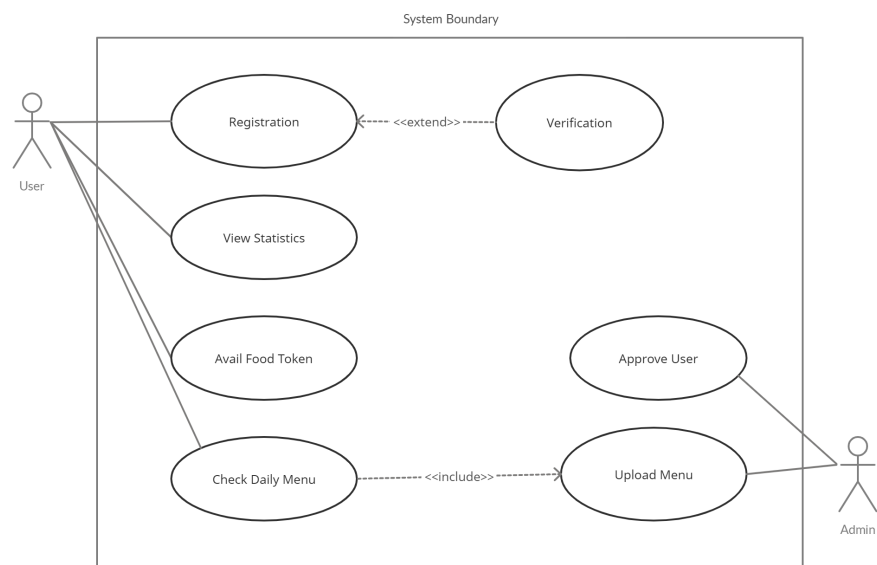 System Boundary
Registration
<<extend>>
Verification
User
View Statistics
Avail Food Token
Approve User
Check Daily Menu
<<include>>
Upload Menu
Admin